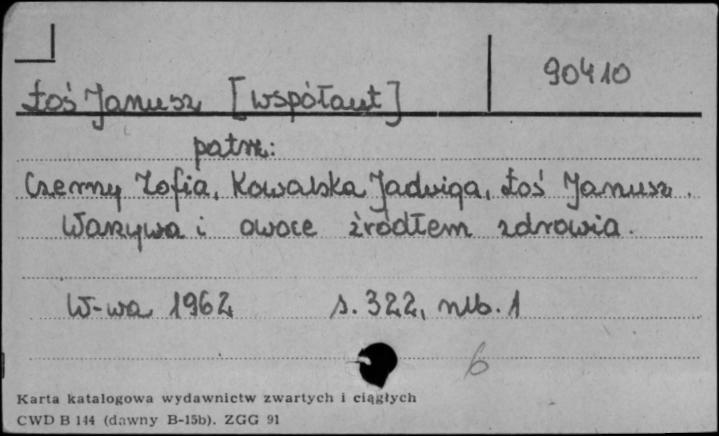 90410
Łoś Janusz [współaut]
patrz:
Czerny Zofia, Kowalska Jadwiga, Łoś Janusz.
Warzywa i owoce źródłem zdrowia.
W-wa 1962 s. 322, nlb. 1
6
Karta katalogowa wydawnictw zwartych i ciągłych
CWD B 144 (dawny B-15b). ZGG 91